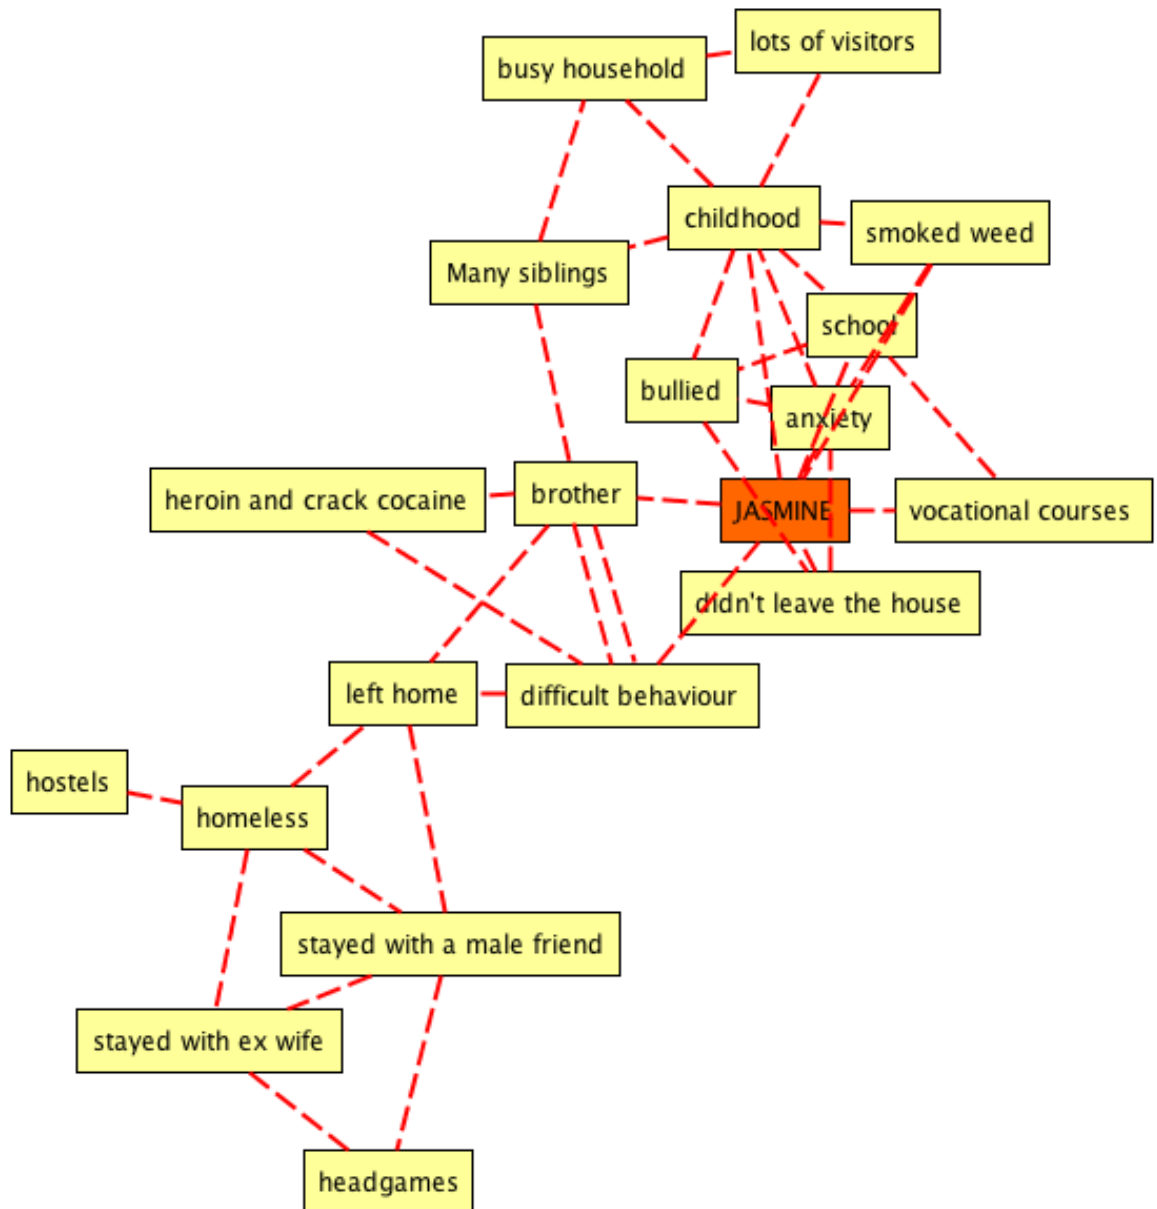 lots of visitors
busy household
childhood
smoked weed
Many siblings
school
bullied
anxiety
heroin and crack cocaine
brother
JASMINE
vocational courses
didn't leave the house
left home
difficult behaviour
hostels
homeless
stayed with a male friend
stayed with ex wife
headgames